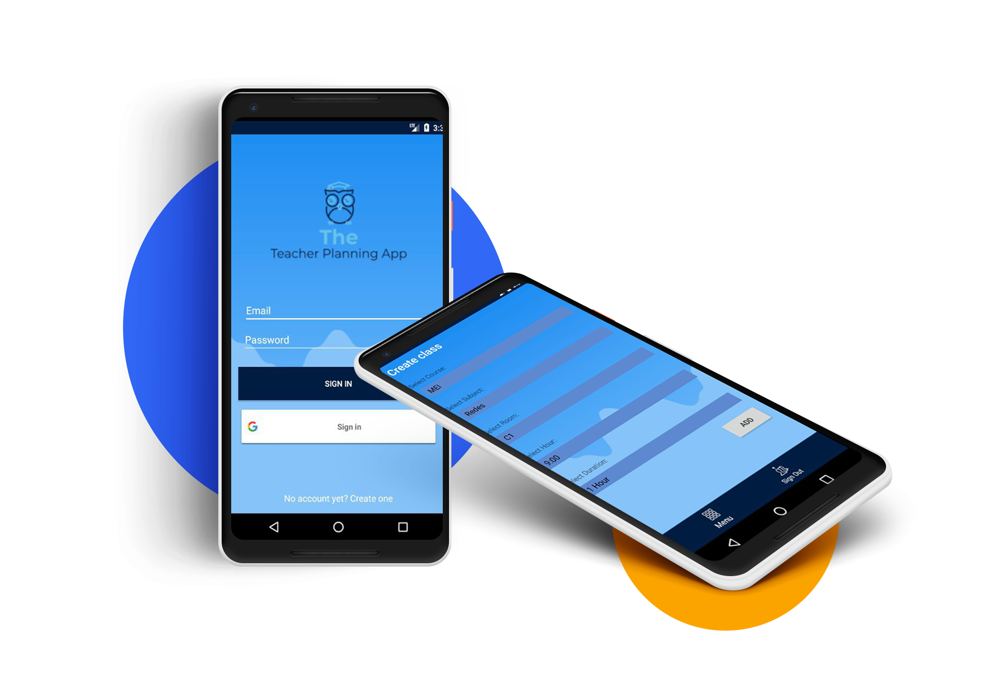 LTE
3:3
The
Teacher Planning App
Email
Password
SIGN IN
G
Sign in
No account yet? Create one
Create class
Select Course:
MEI
Select Subject:
Redes
Select Room:
C1
elect Hour:
9:00
elect Duration:
1 Hour
ADD
Menu
Sign Out